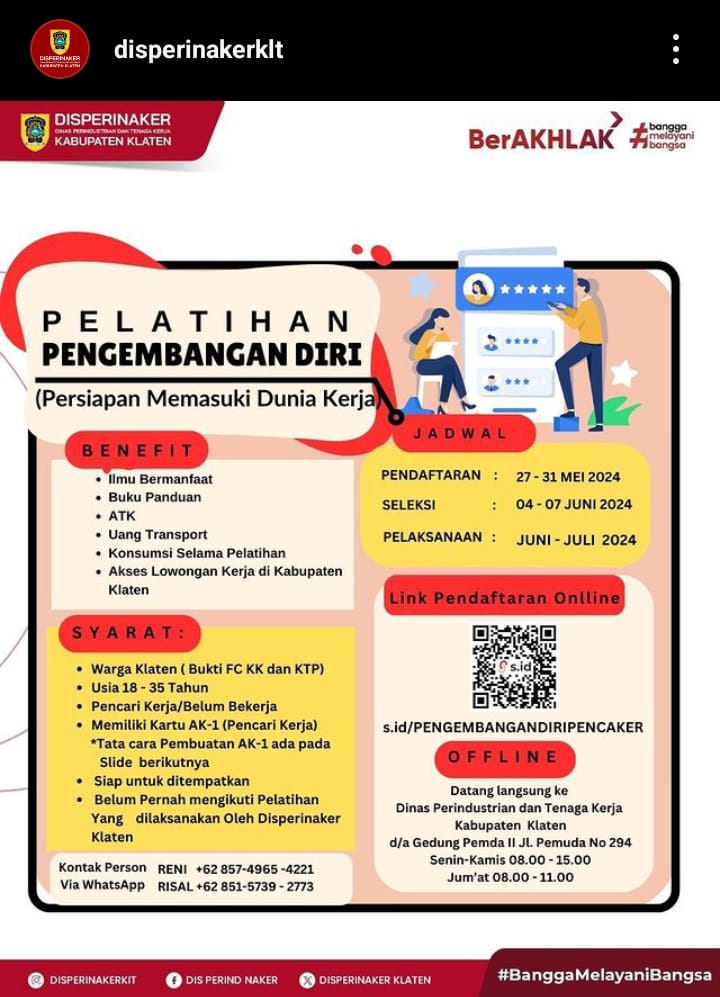 disperinakerklt
DISPERINAKER
KABUPATEN KLATEN
DISPERINAKER
DINAS PERINDUSTRIAN DAN TENAGA KERJA
KABUPATEN KLATEN
BerAKHLAK
#bangga
melayani
bangsa
PELATIHAN
PENGEMBANGAN DIRI
(Persiapan Memasuki Dunia Kerja)
BENEFIT
• Ilmu Bermanfaat
• Buku Panduan
• ATK
• Uang Transport
• Konsumsi Selama Pelatihan
• Akses Lowongan Kerja di Kabupaten
Klaten
SYARAT:
• Warga Klaten ( Bukti FC KK dan KTP)
• Usia 18 - 35 Tahun
• Pencari Kerja/Belum Bekerja
• Memiliki Kartu AK-1 (Pencari Kerja)
*Tata cara Pembuatan AK-1 ada pada
Slide berikutnya
• Siap untuk ditempatkan
• Belum Pernah mengikuti Pelatihan
Yang dilaksanakan Oleh Disperinaker
Klaten
Kontak Person RENI +62 857-4965 -4221
Via WhatsApp RISAL +62 851-5739 - 2773
JADWAL
PENDAFTARAN : 27 - 31 MEI 2024
SELEKSI : 04 - 07 JUNI 2024
PELAKSANAAN : JUNI - JULI 2024
Link Pendaftaran Onlline
s.id
s.id/PENGEMBANGANDIRIPENCAKER
OFFLINE
Datang langsung ke
Dinas Perindustrian dan Tenaga Kerja
Kabupaten Klaten
d/a Gedung Pemda II Jl. Pemuda No 294
Senin-Kamis 08.00 - 15.00
Jum'at 08.00 - 11.00
DISPERINAKERKIT
DIS PERIND NAKER
DISPERINAKER KLATEN
#BanggaMelayaniBangsa